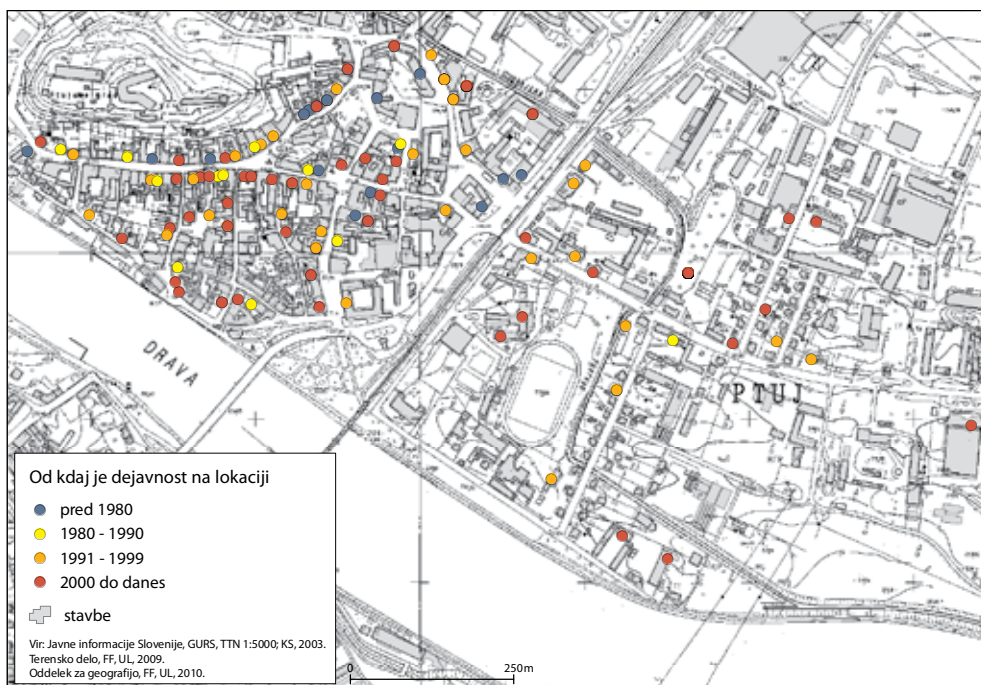 DRAVA
PTUJ
Od kdaj je dejavnost na lokaciji
pred 1980
1980 - 1990
1991 - 1999
2000 do danes
stavbe
Vir: Javne informacije Slovenije, GURS, TTN 1:5000; KS, 2003.
Terensko delo, FF, UL, 2009.
Oddelek za geografijo, FF, UL, 2010.
0 250m